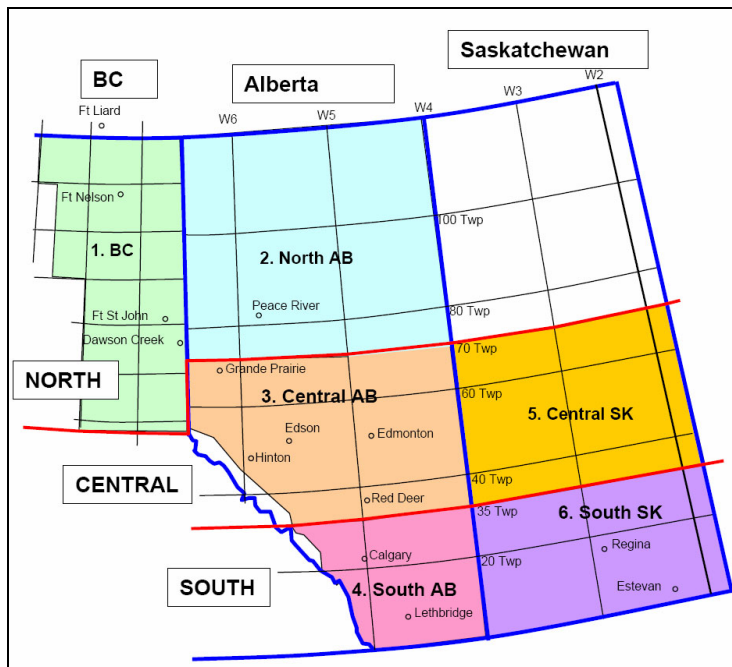 Saskatchewan
BC
Alberta
W2
W3
W4
W5
W6
Ft Liard
Ft Nelson
100 Twp
1. BC
2. North AB
Peace River
80 Twp
Ft St John
Dawson Creek
70 Twp
Grande Prairie
NORTH
3. Central AB
60 Twp
5. Central SK
Edson
Edmonton
Hinton
CENTRAL
40 Twp
Red Deer
35 Twp
6. South SK
Regina
Calgary
20 Twp
SOUTH
4. South AB
Estevan
Lethbridge